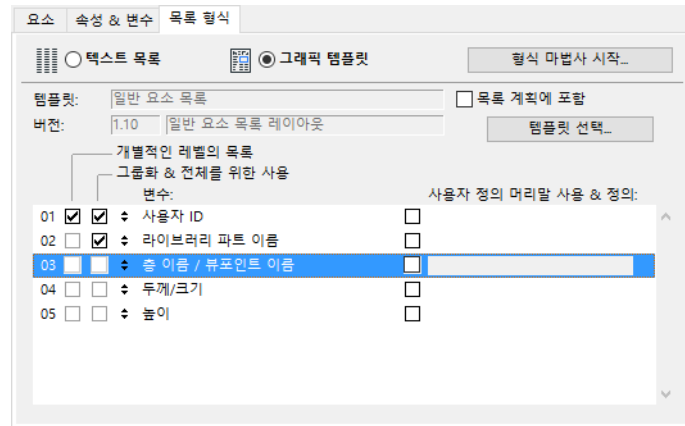 요소 속성 & 변수 목록 형식
텍스트 목록 그래픽 템플릿 형식 마법사 시작...
템플릿: 일반 요소 목록 목록 계획에 포함
버전: 1.10 일반 요소 목록 레이아웃 템플릿 선택...
개별적인 레벨의 목록
그룹화 & 전체를 위한 사용
변수: 사용자 정의 머리말 사용 & 정의:
01 사용자 ID
02 라이브러리 파트 이름
03 층 이름 / 뷰포인트 이름
04 두께/크기
05 높이